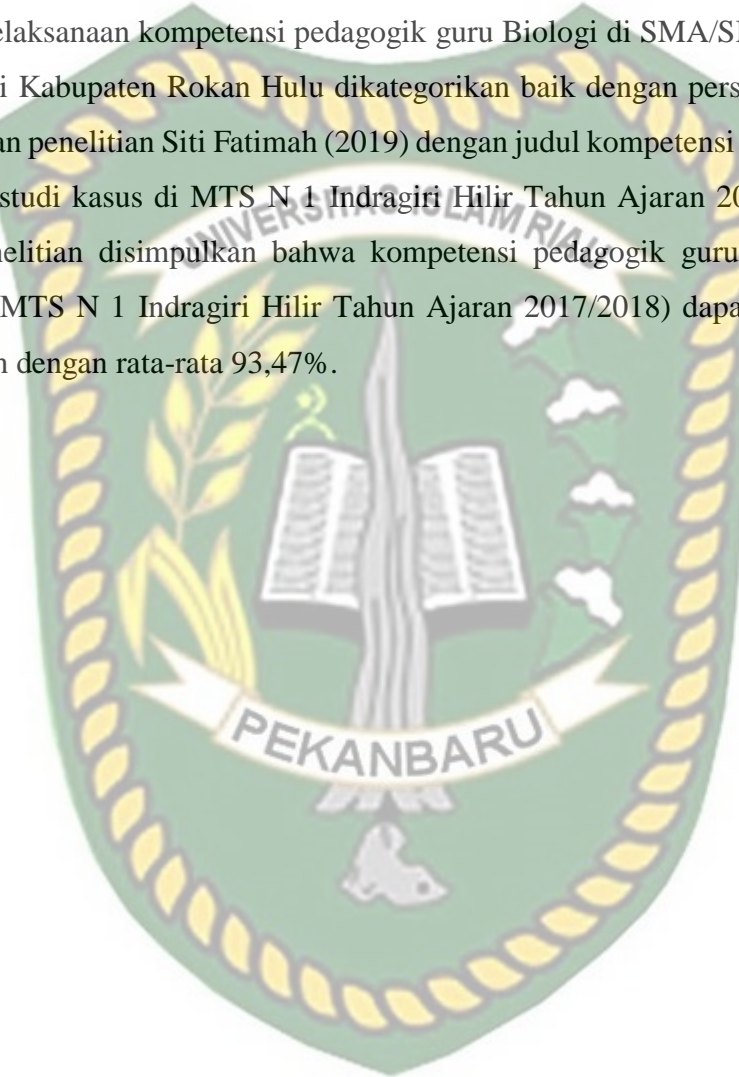 elaksanaan kompetensi pedagogik guru Biologi di SMA/S
i Kabupaten Rokan Hulu dikategorikan baik dengan pers
an penelitian Siti Fatimah (2019) dengan judul kompetensi
studi kasus di MTS N 1 Indragiri Hilir Tahun Ajaran 20
UNIVERSITAS ISLAM RIAU
nelitian disimpulkan bahwa kompetensi pedagogik guru
MTS N 1 Indragiri Hilir Tahun Ajaran 2017/2018) dapa
n dengan rata-rata 93,47%.
PEKANBARU